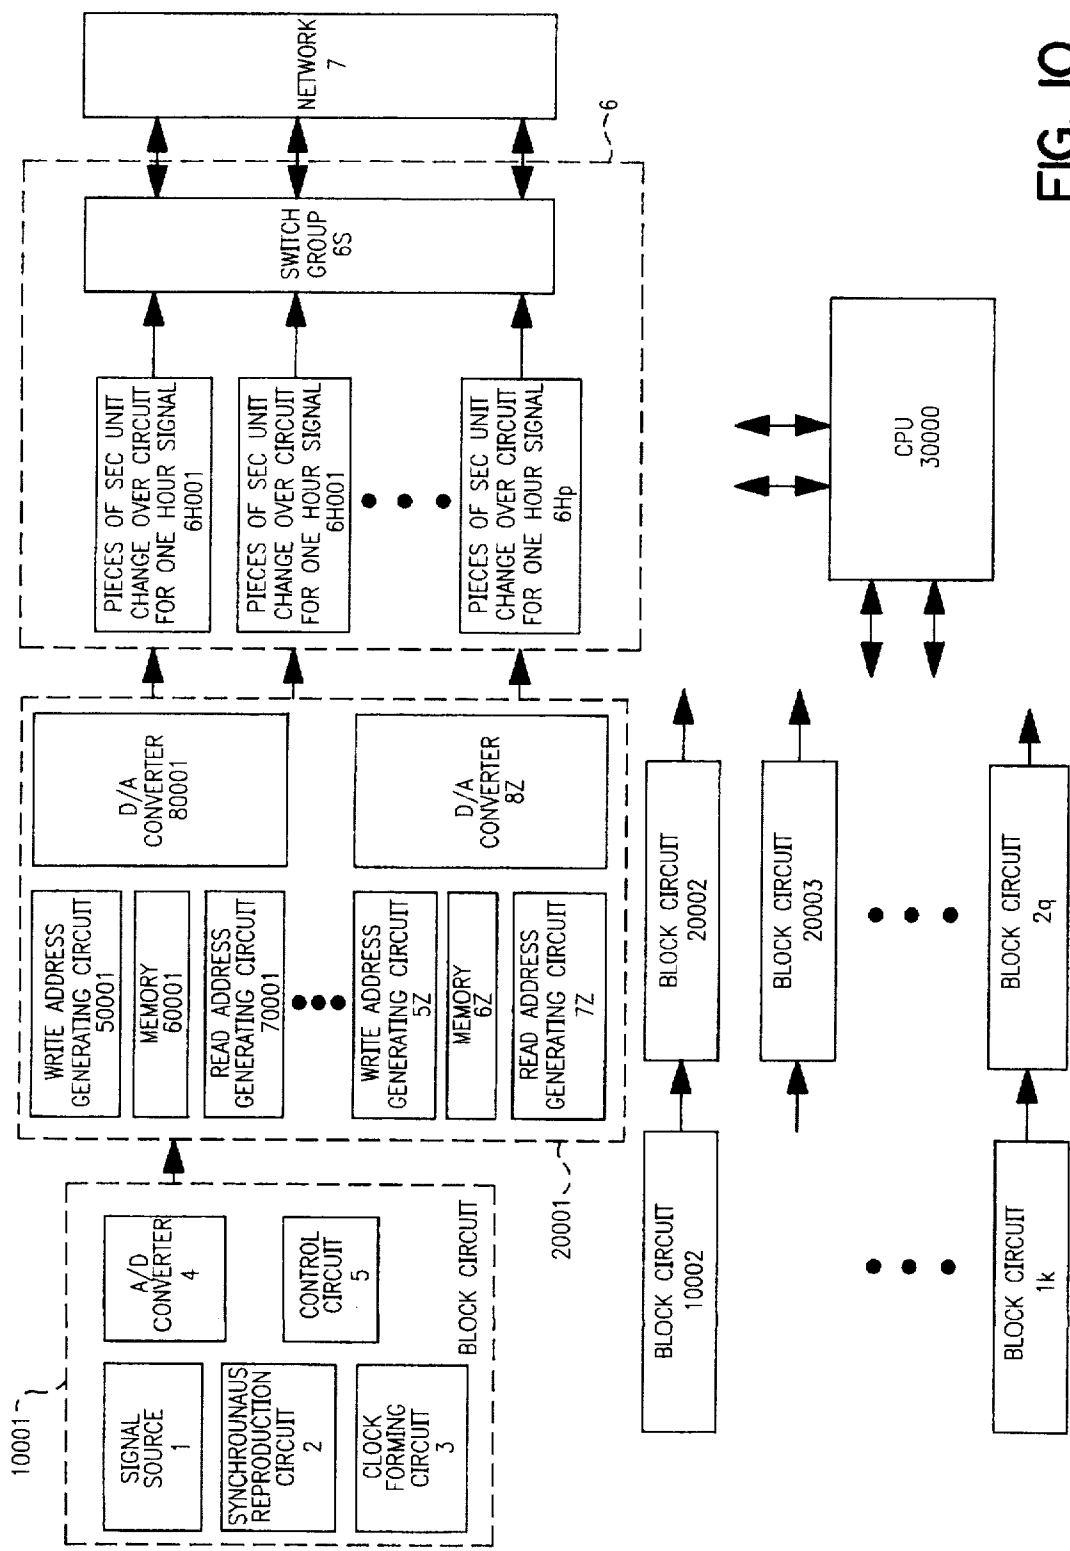 10001
SIGNAL
SOURCE
1
SYNCHROUNAUS
REPRODUCTION
CIRCUIT
2
CLOCK
FORMING
CIRCUIT
3
A/D
CONVERTER
4
CONTROL
CIRCUIT
5
BLOCK CIRCUIT
20001
WRITE ADDRESS
GENERATING CIRCUIT
50001
MEMORY
60001
READ ADDRESS
GENERATING CIRCUIT
70001
WRITE ADDRESS
GENERATING CIRCUIT
5Z
MEMORY
6Z
READ ADDRESS
GENERATING CIRCUIT
7Z
D/A
CONVERTER
80001
D/A
CONVERTER
8Z
PIECES OF SEC UNIT
CHANGE OVER CIRCUIT
FOR ONE HOUR SIGNAL
6H001
PIECES OF SEC UNIT
CHANGE OVER CIRCUIT
FOR ONE HOUR SIGNAL
6H001
PIECES OF SEC UNIT
CHANGE OVER CIRCUIT
FOR ONE HOUR SIGNAL
6Hp
SWITCH
GROUP
6S
6
NETWORK
7
BLOCK CIRCUIT
10002
BLOCK CIRCUIT
20002
BLOCK CIRCUIT
20003
BLOCK CIRCUIT
1k
BLOCK CIRCUIT
2q
CPU
30000
FIG. 10